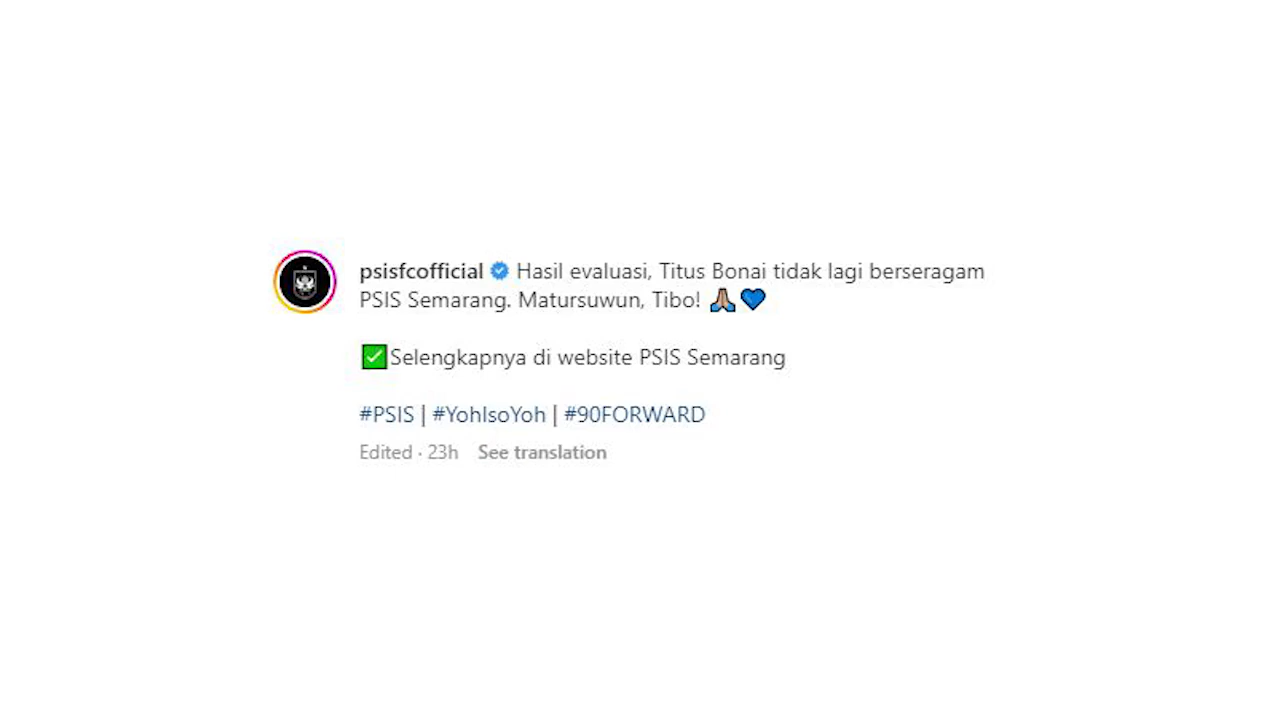 psisfcofficial Hasil evaluasi, Titus Bonai tidak lagi berseragam
PSIS Semarang. Matursuwun, Tibo! 🙏🏽💙
✅Selengkapnya di website PSIS Semarang
#PSIS | #YohIsoYoh | #90FORWARD
Edited · 23h See translation